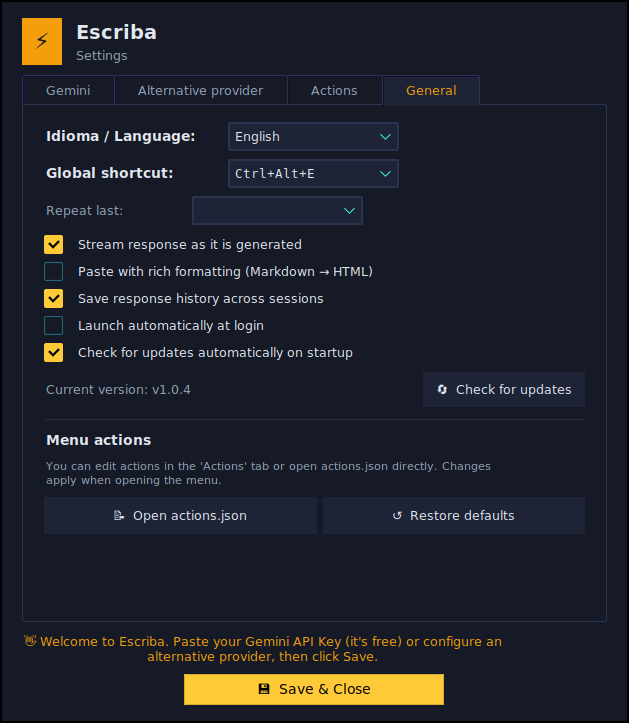 Escriba
Settings
Gemini
Alternative provider
Actions
General
Idioma / Language:
English
Global shortcut:
Ctrl+Alt+E
Repeat last:
Stream response as it is generated
Paste with rich formatting (Markdown → HTML)
Save response history across sessions
Launch automatically at login
Check for updates automatically on startup
Current version: v1.0.4
Check for updates
Menu actions
You can edit actions in the 'Actions' tab or open actions.json directly. Changes
apply when opening the menu.
Open actions.json
Restore defaults
Welcome to Escriba. Paste your Gemini API Key (it's free) or configure an
alternative provider, then click Save.
Save & Close